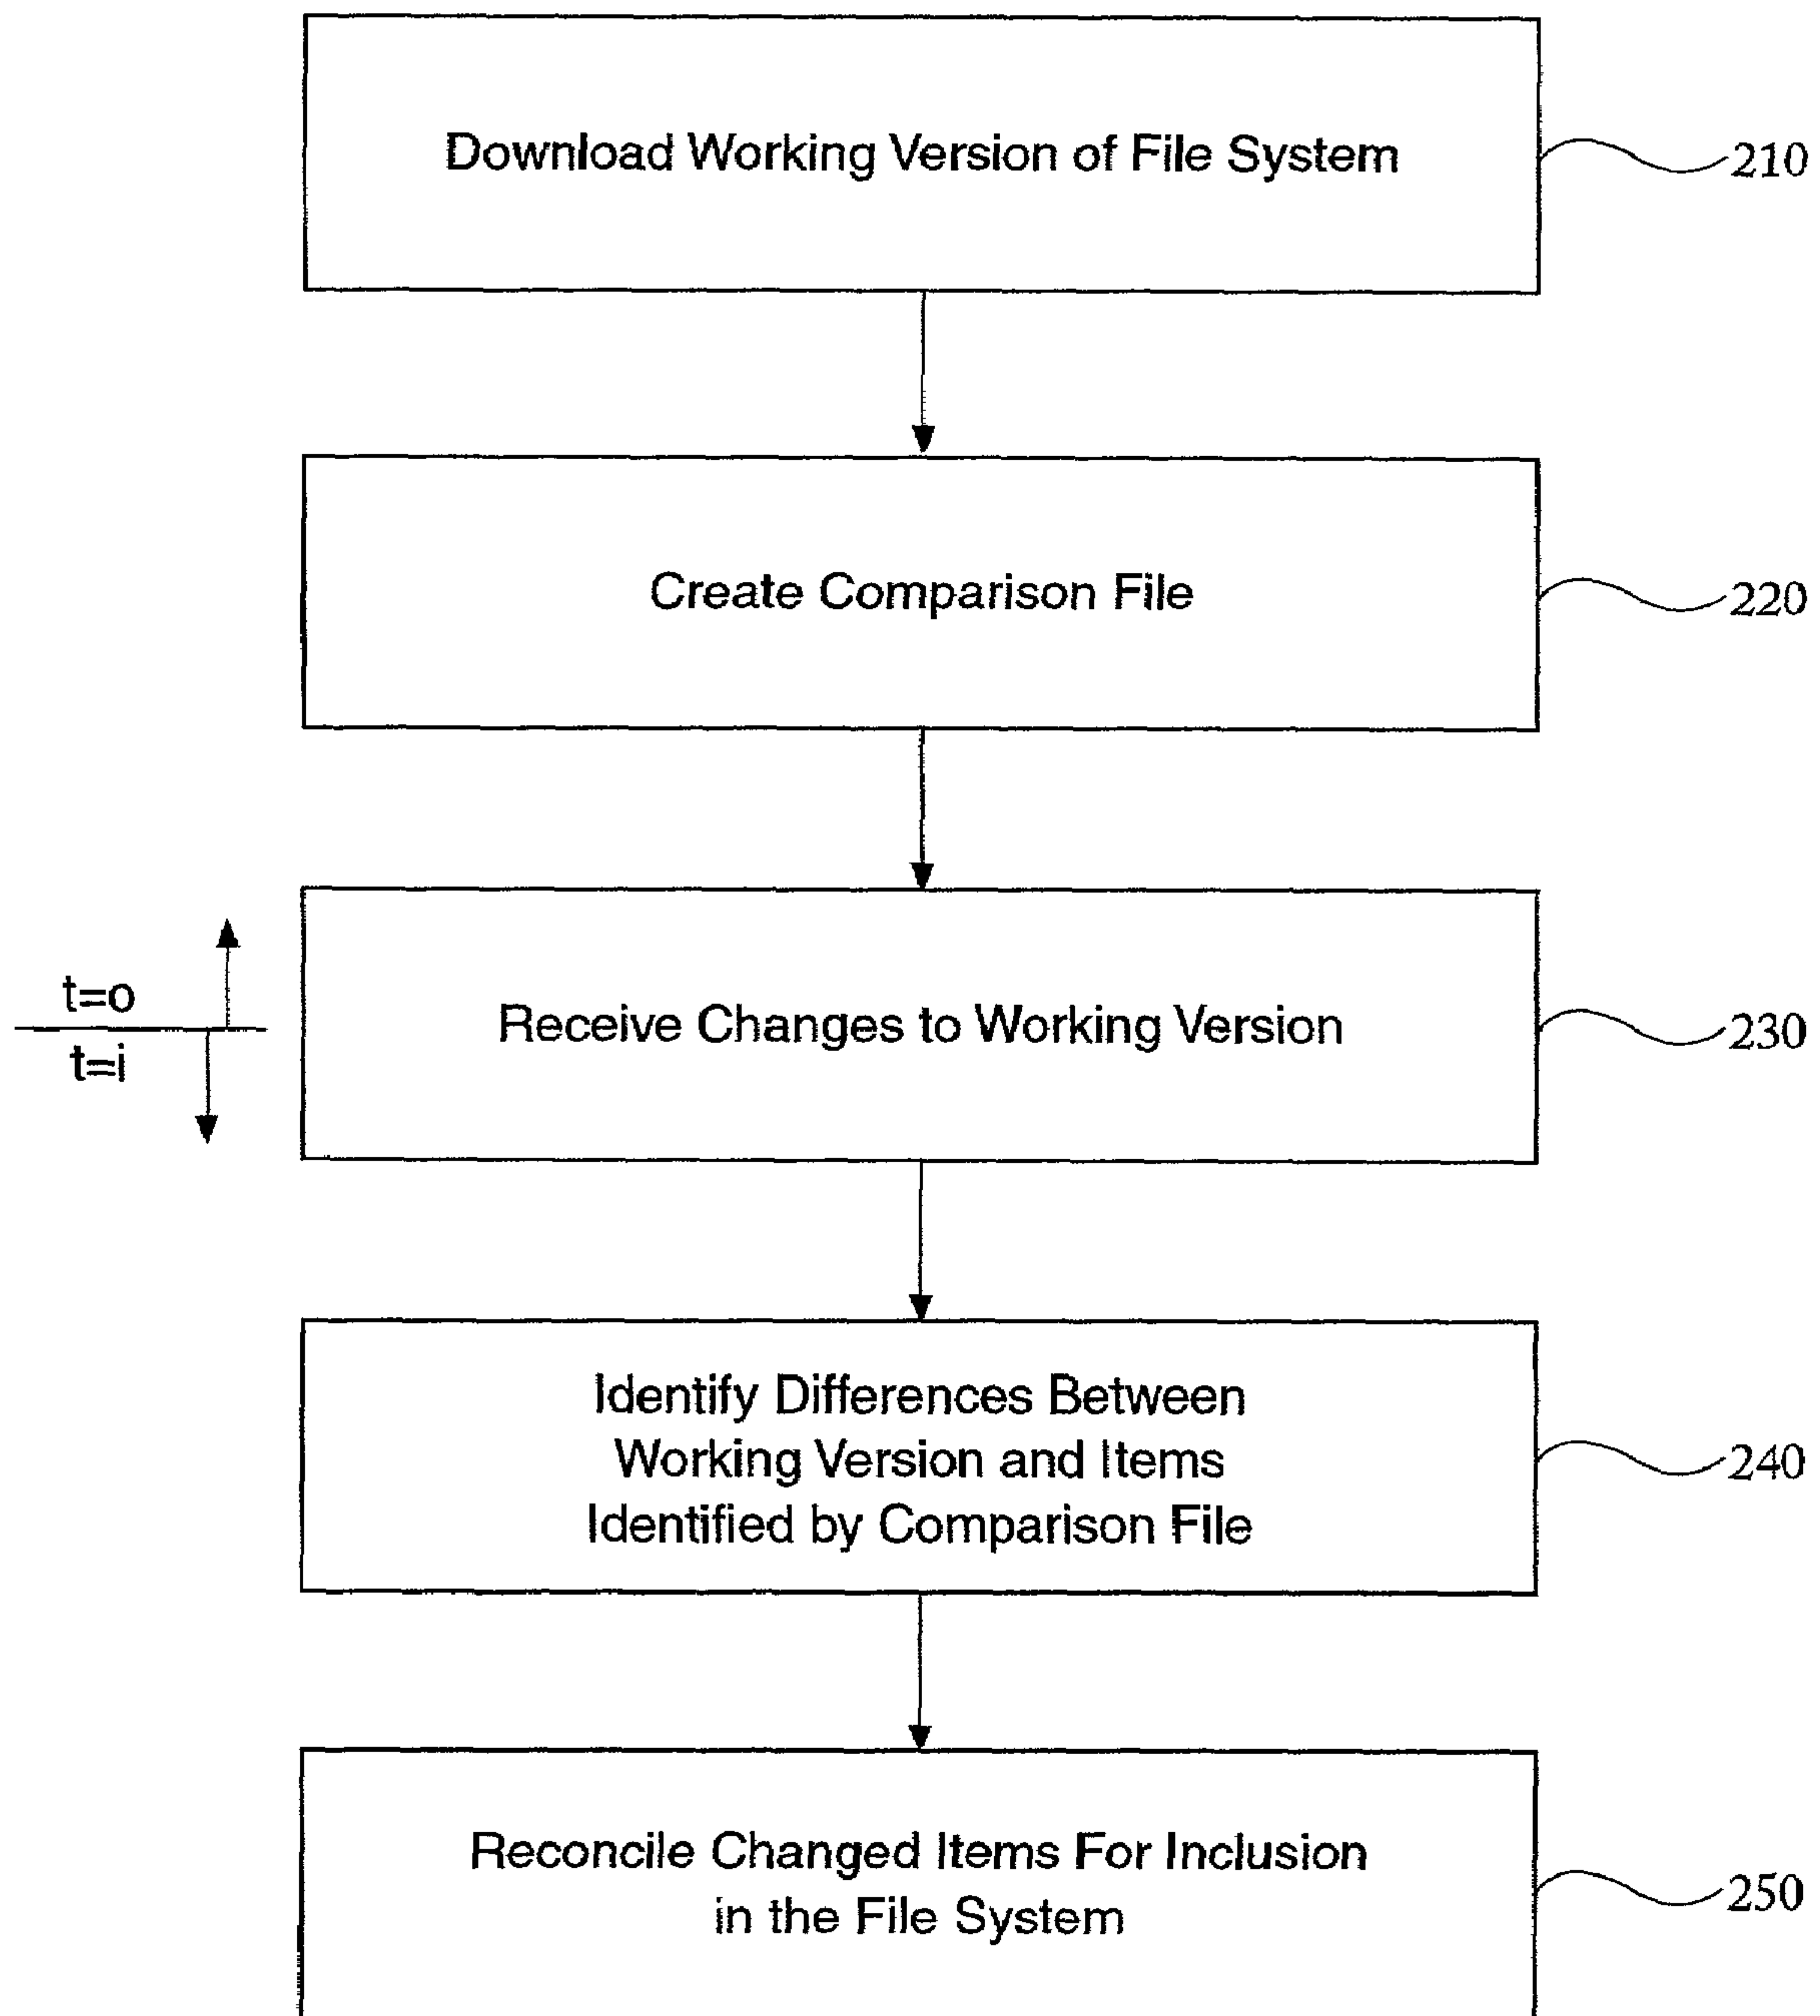 Download Working Version of File System
210
Create Comparison File
220
t=o
t=i
Receive Changes to Working Version
230
Identify Differences Between
Working Version and Items
Identified by Comparison File
240
Reconcile Changed Items For Inclusion
in the File System
250